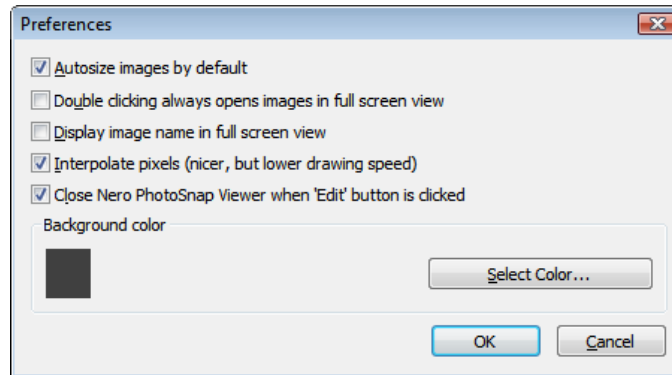 Preferences
Autosize images by default
Double clicking always opens images in full screen view
Display image name in full screen view
Interpolate pixels (nicer, but lower drawing speed)
Close Nero PhotoSnap Viewer when 'Edit' button is clicked
Background color
Select Color...
OK Cancel